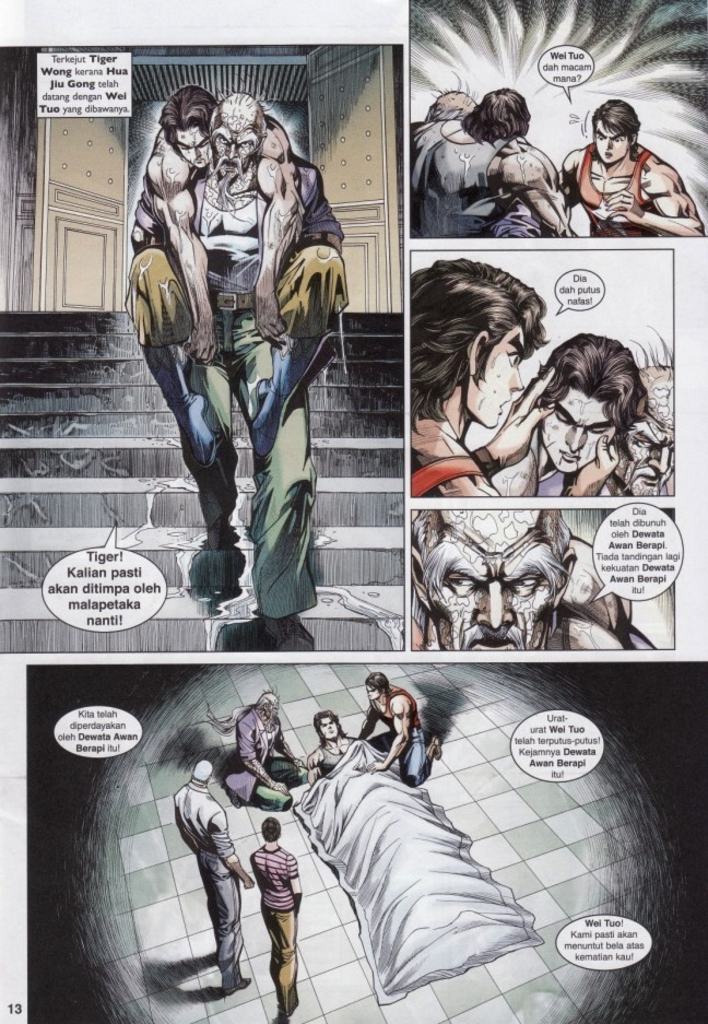 Terkejut Tiger
Wong kerana Hua
Jiu Gong telah
datang dengan Wei
Tuo yang dibawanya.
Tiger!
Kalian pasti
akan ditimpa oleh
malapetaka
nanti!
Wei Tuo
dah macam
mana?
Dia
dah putus
nafas!
Dia
telah dibunuh
oleh Dewata
Awan Berapi.
Tiada tandingan lagi
kekuatan Dewata
Awan Berapi
itu!
Kita telah
diperdayakan
oleh Dewata Awan
Berapi itu!
Urat-
urat Wei Tuo
telah terputus-putus!
Kejamnya Dewata
Awan Berapi
itu!
Wei Tuo!
Kami pasti akan
menuntut bela atas
kematian kau!
13